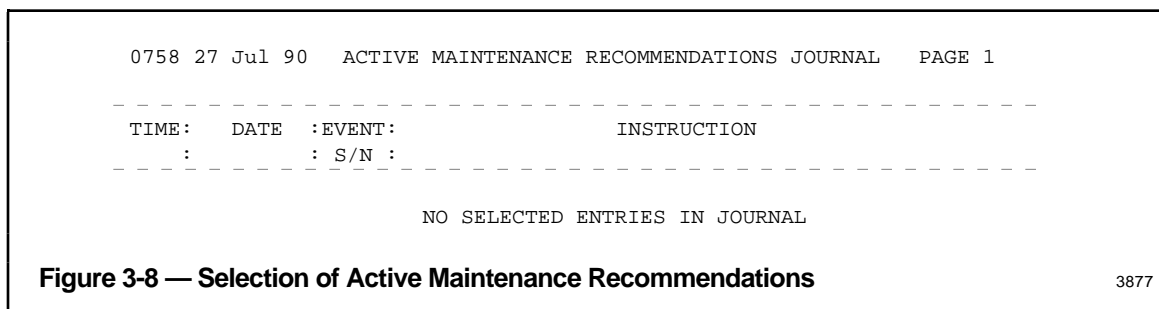 0758 27 Jul 90 ACTIVE MAINTENANCE RECOMMENDATIONS JOURNAL PAGE 1
TIME: DATE :EVENT: INSTRUCTION
: : S/N :
NO SELECTED ENTRIES IN JOURNAL
Figure 3-8 — Selection of Active Maintenance Recommendations 3877